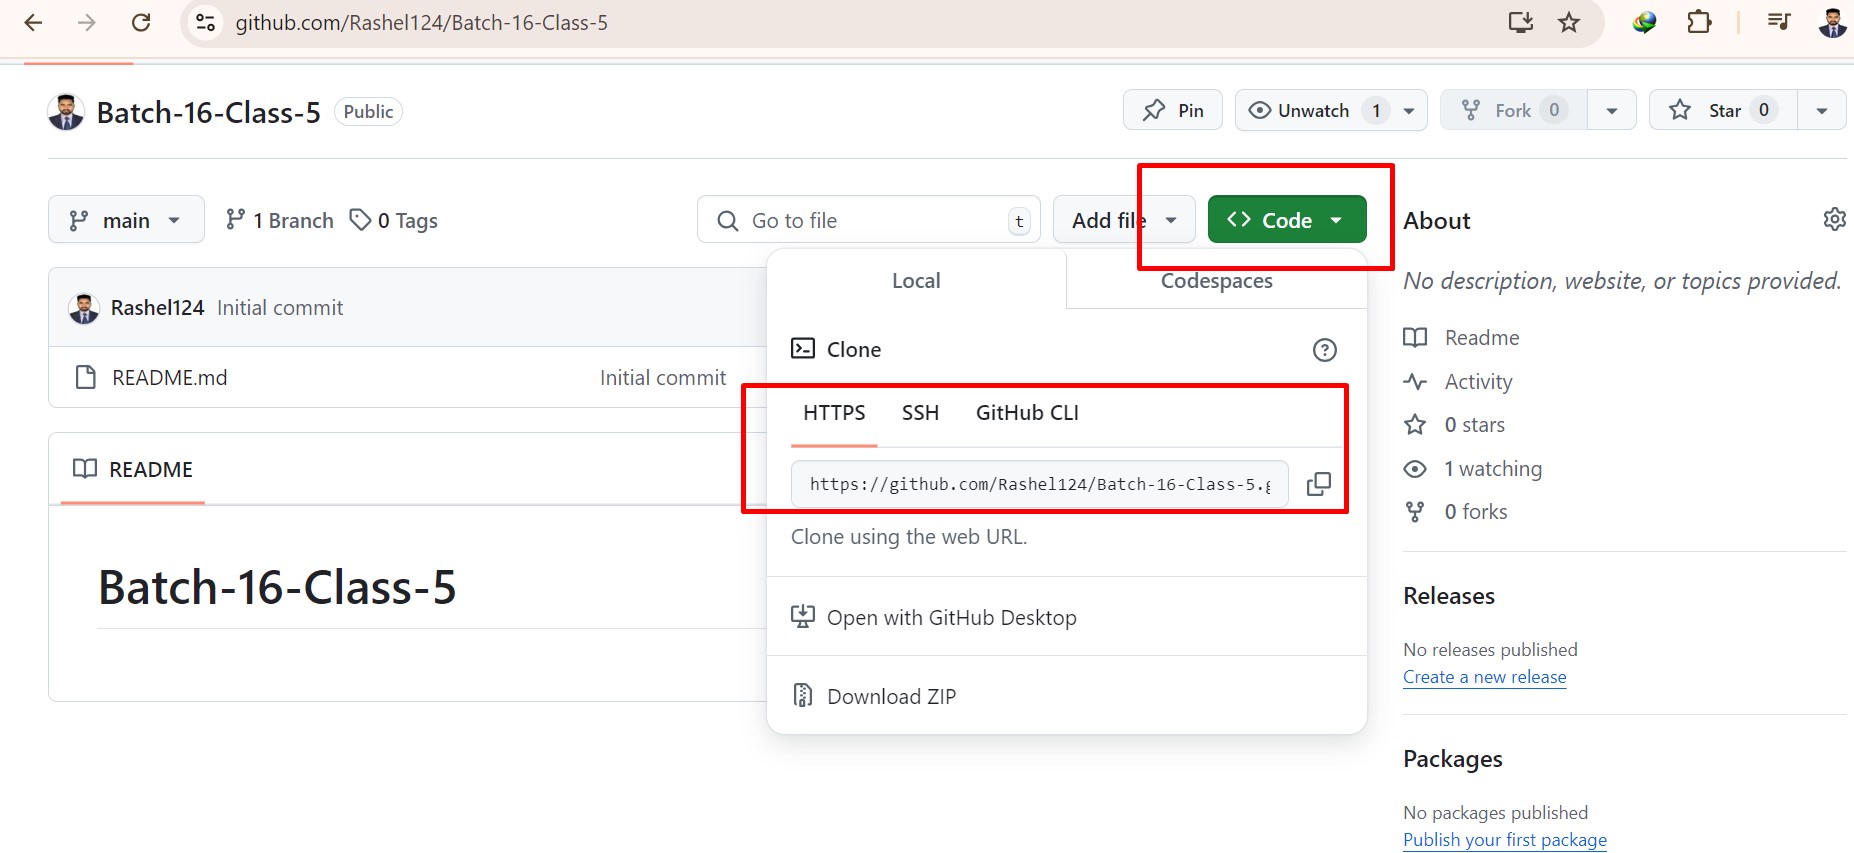 github.com/Rashel124/Batch-16-Class-5
Batch-16-Class-5 Public
Pin
Unwatch 1
Fork 0
Star 0
main
1 Branch
0 Tags
Go to file
t
Add file
<> Code
Local
Codespaces
Clone
HTTPS SSH GitHub CLI
https://github.com/Rashel124/Batch-16-Class-5.g
Clone using the web URL.
Open with GitHub Desktop
Download ZIP
Rashel124 Initial commit
README.md Initial commit
README
Batch-16-Class-5
About
No description, website, or topics provided.
Readme
Activity
0 stars
1 watching
0 forks
Releases
No releases published
Create a new release
Packages
No packages published
Publish your first package